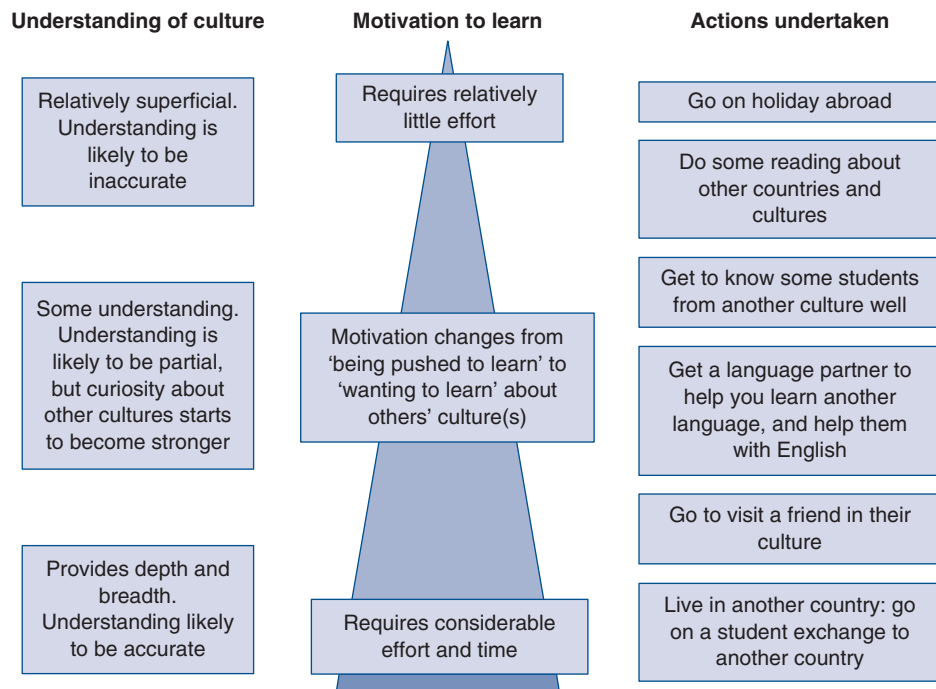 Understanding of culture
Motivation to learn
Actions undertaken
Relatively superficial.
Understanding is
likely to be
inaccurate
Some understanding.
Understanding is
likely to be partial,
but curiosity about
other cultures starts
to become stronger
Provides depth and
breadth.
Understanding likely
to be accurate
Requires relatively
little effort
Motivation changes from
‘being pushed to learn’ to
‘wanting to learn’ about
others’ culture(s)
Requires considerable
effort and time
Go on holiday abroad
Do some reading about
other countries and
cultures
Get to know some students
from another culture well
Get a language partner to
help you learn another
language, and help them
with English
Go to visit a friend in their
culture
Live in another country: go
on a student exchange to
another country